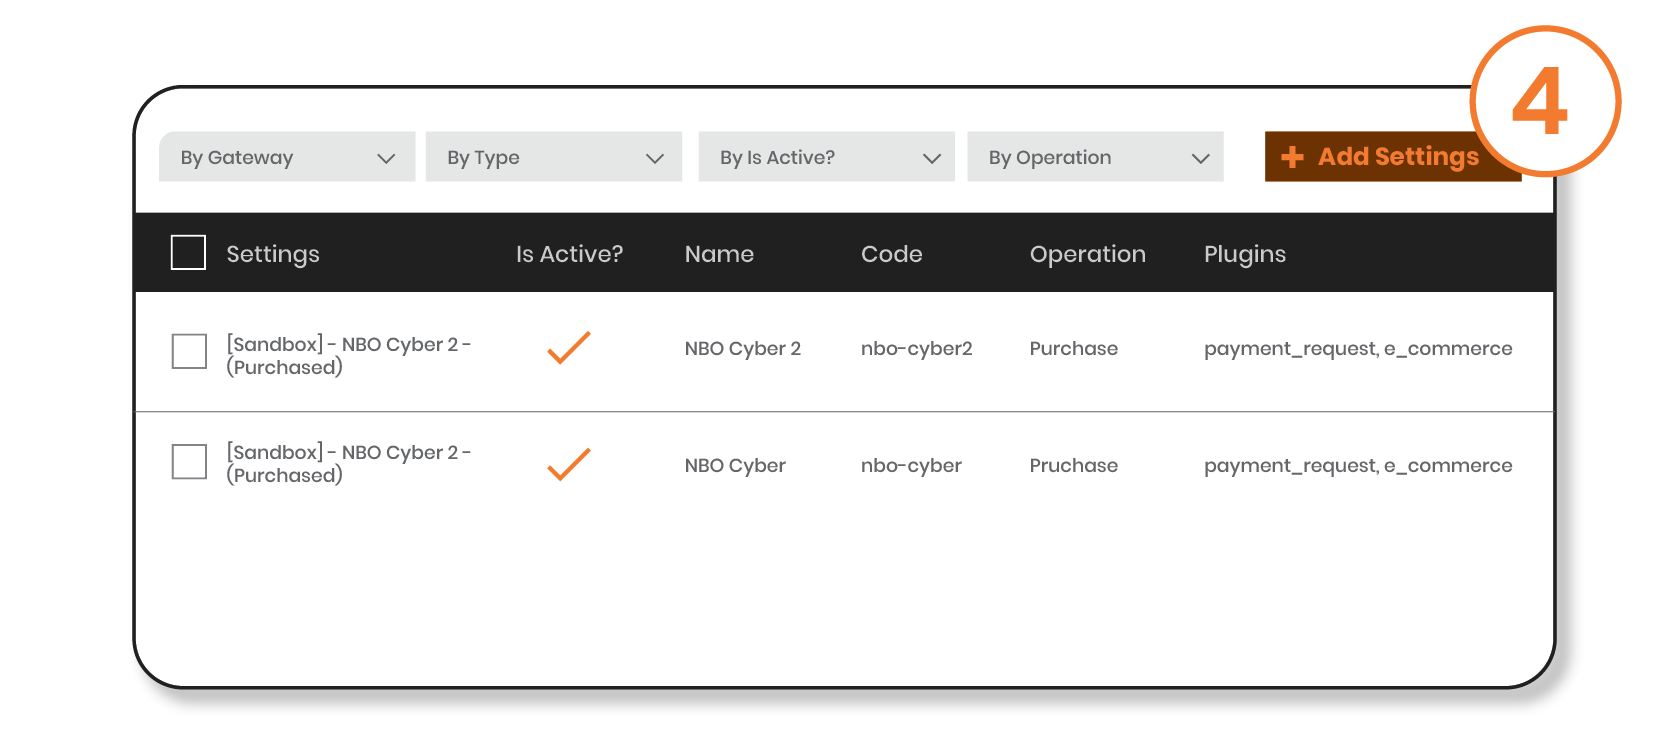 4
By Gateway
By Type
By Is Active?
By Operation
+ Add Settings
Settings Is Active? Name Code Operation Plugins
[Sandbox] - NBO Cyber 2 -
(Purchased)
NBO Cyber 2 nbo-cyber2 Purchase payment_request, e_commerce
[Sandbox] - NBO Cyber 2 -
(Purchased)
NBO Cyber nbo-cyber Pruchase payment_request, e_commerce